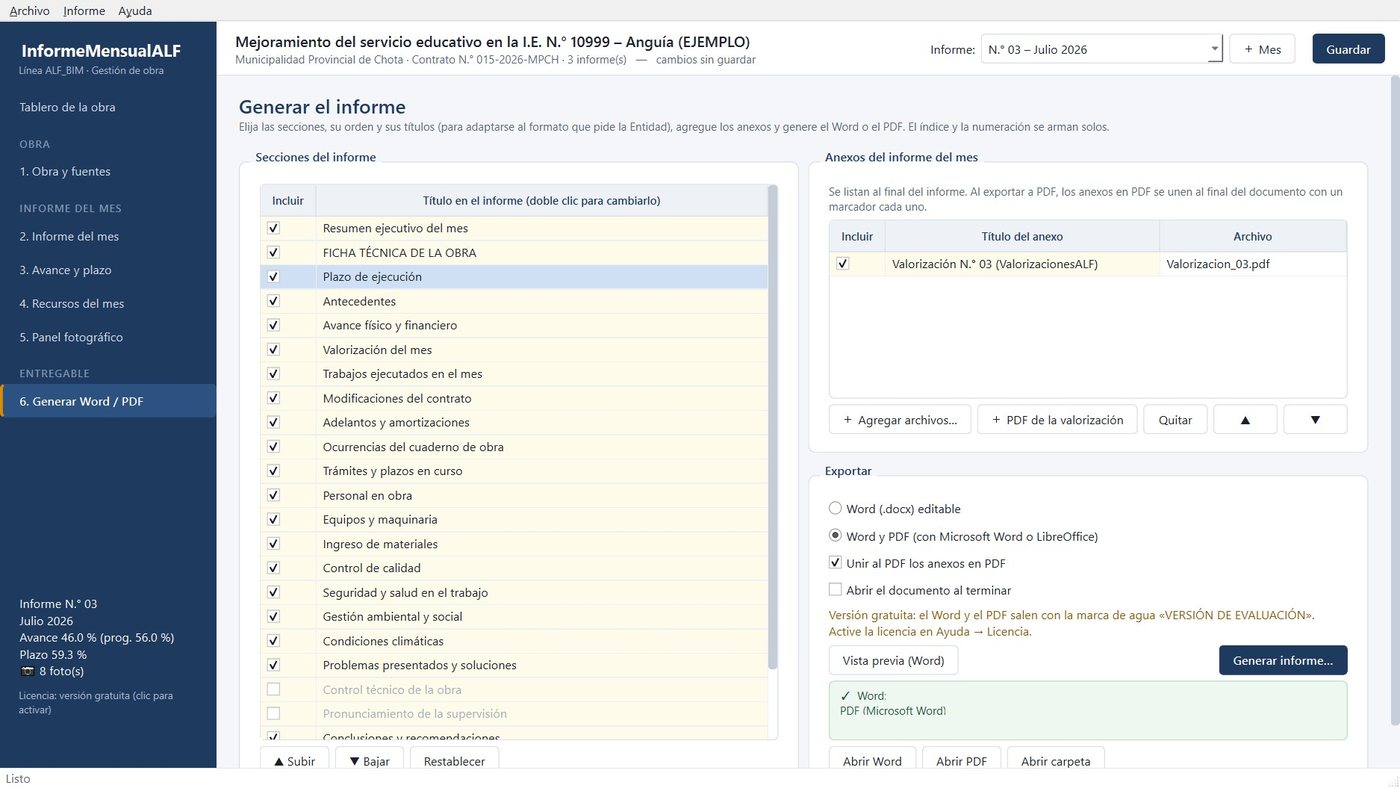 Archivo Informe Ayuda
InformeMensualALF
Línea ALF_BIM · Gestión de obra
Tablero de la obra
OBRA
1. Obra y fuentes
INFORME DEL MES
2. Informe del mes
3. Avance y plazo
4. Recursos del mes
5. Panel fotográfico
ENTREGABLE
6. Generar Word / PDF
Informe N.° 03
Julio 2026
Avance 46.0 % (prog. 56.0 %)
Plazo 59.3 %
8 foto(s)
Licencia: versión gratuita (clic para
activar)
Mejoramiento del servicio educativo en la I.E. N.° 10999 – Anguía (EJEMPLO)
Municipalidad Provincial de Chota · Contrato N.° 015-2026-MPCH · 3 informe(s) — cambios sin guardar
Informe: N.° 03 – Julio 2026 + Mes Guardar
Generar el informe
Elija las secciones, su orden y sus títulos (para adaptarse al formato que pide la Entidad), agregue los anexos y genere el Word o el PDF. El índice y la numeración se arman solos.
Secciones del informe
Incluir Título en el informe (doble clic para cambiarlo)
Resumen ejecutivo del mes
FICHA TÉCNICA DE LA OBRA
Plazo de ejecución
Antecedentes
Avance físico y financiero
Valorización del mes
Trabajos ejecutados en el mes
Modificaciones del contrato
Adelantos y amortizaciones
Ocurrencias del cuaderno de obra
Trámites y plazos en curso
Personal en obra
Equipos y maquinaria
Ingreso de materiales
Control de calidad
Seguridad y salud en el trabajo
Gestión ambiental y social
Condiciones climáticas
Problemas presentados y soluciones
Control técnico de la obra
Pronunciamiento de la supervisión
Conclusiones y recomendaciones
▲ Subir ▼ Bajar Restablecer
Anexos del informe del mes
Se listan al final del informe. Al exportar a PDF, los anexos en PDF se unen al final del documento con un
marcador cada uno.
Incluir Título del anexo Archivo
Valorización N.° 03 (ValorizacionesALF) Valorizacion_03.pdf
+ Agregar archivos... + PDF de la valorización Quitar ▲ ▼
Exportar
Word (.docx) editable
Word y PDF (con Microsoft Word o LibreOffice)
Unir al PDF los anexos en PDF
Abrir el documento al terminar
Versión gratuita: el Word y el PDF salen con la marca de agua «VERSIÓN DE EVALUACIÓN».
Active la licencia en Ayuda → Licencia.
Vista previa (Word) Generar informe...
✓ Word:
PDF (Microsoft Word)
Abrir Word Abrir PDF Abrir carpeta
Listo